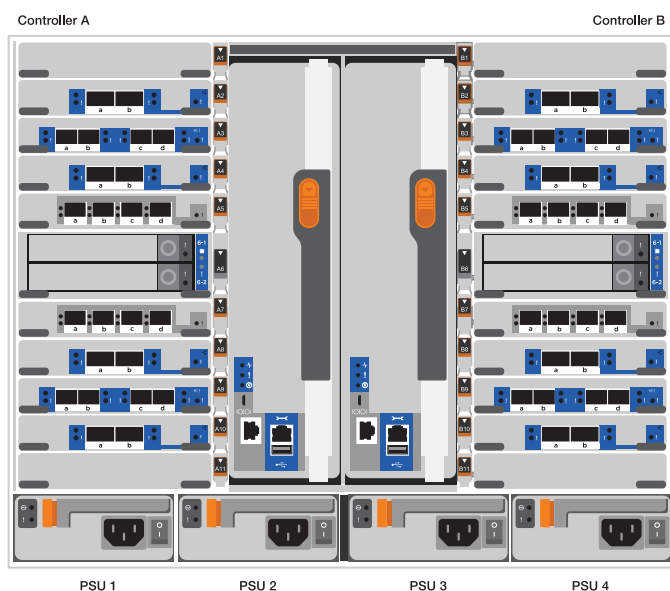 Controller A
Controller B
A1
B1
A2
a b
a b
B2
A3
a b c d
a b c d
B3
A4
a b
a b
B4
A5
a b c d
a b c d
B5
6-1
6-2
A6
B6
6-1
6-2
A7
a b c d
a b c d
B7
A8
a b
a b
B8
A9
a b c d
a b c d
B9
A10
a b
a b
B10
A11
B11
IOIOI
IOIOI
PSU 1
PSU 2
PSU 3
PSU 4